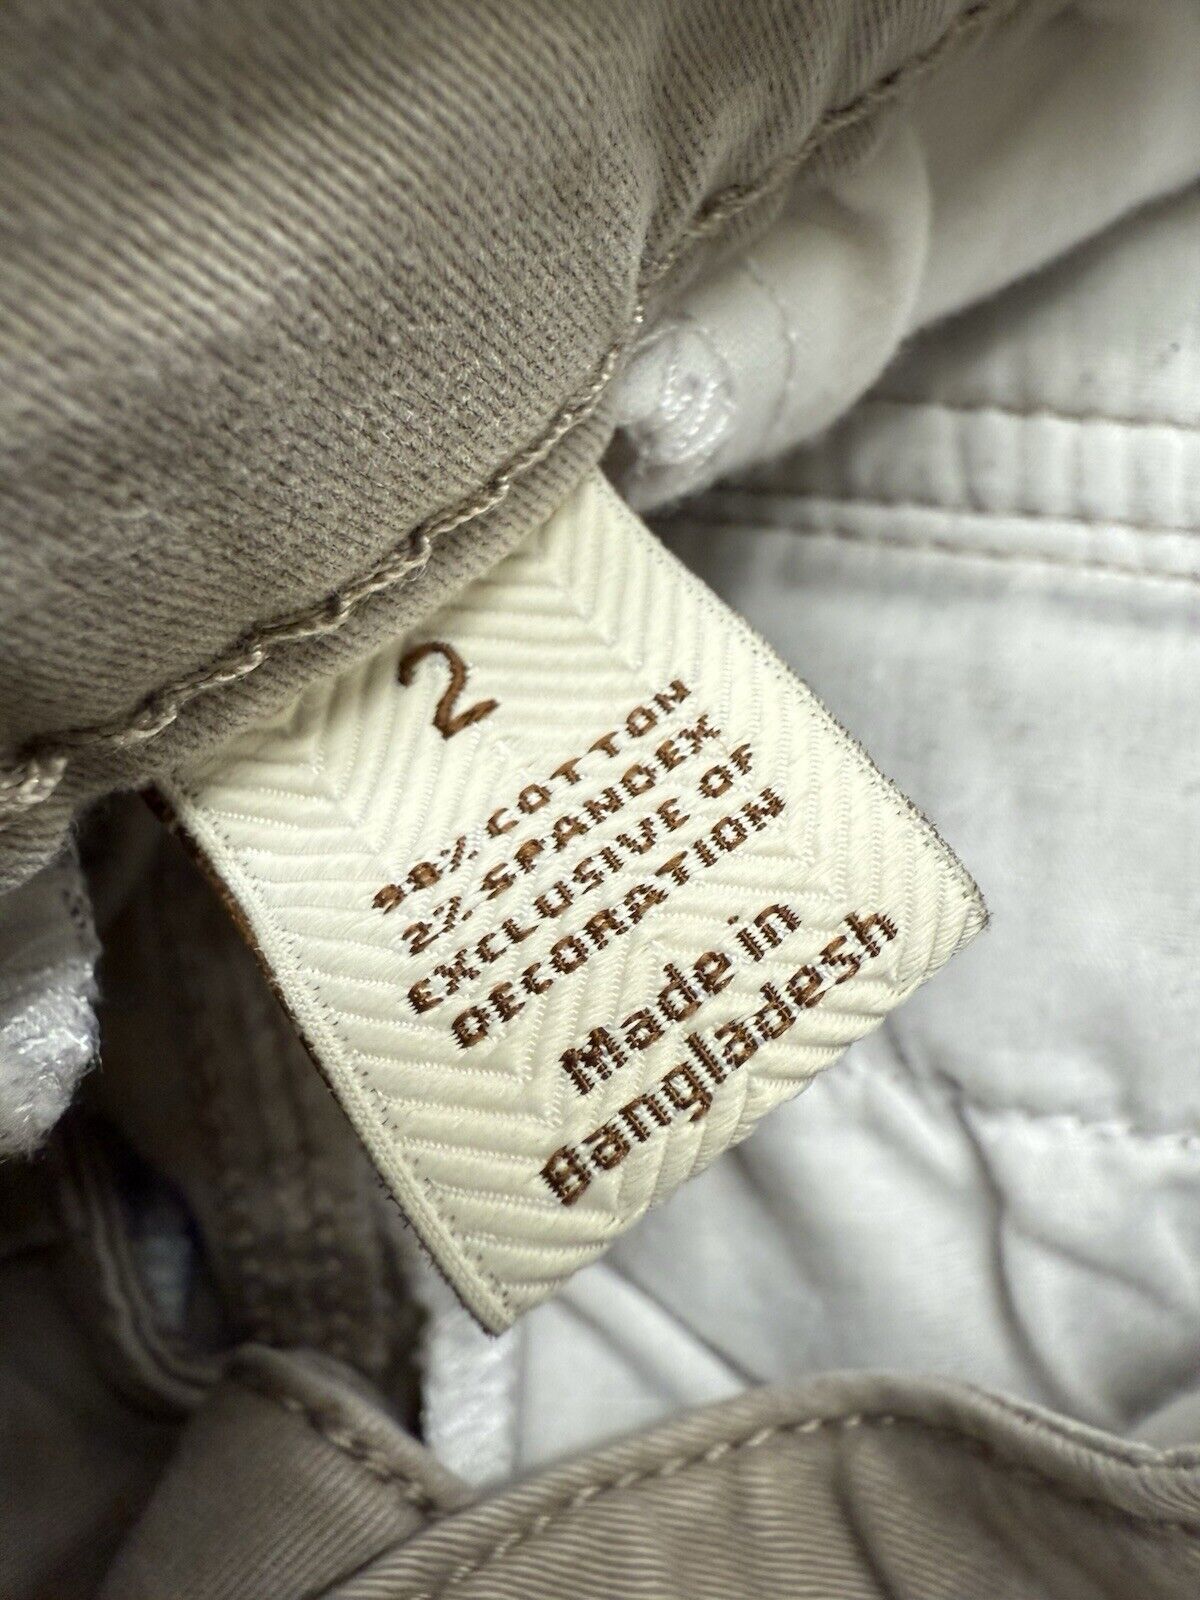 2
98% COTTON
2% SPANDEX
EXCLUSIVE OF
DECORATION
Made in
Bangladesh